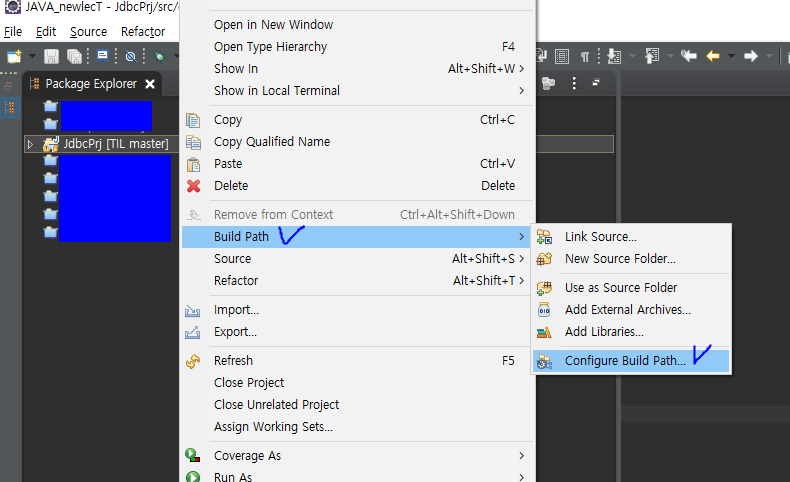 JAVA_newlecT - JdbcPrj/src/
File Edit Source Refactor
Package Explorer
JdbcPrj [TIL master]
Open in New Window
Open Type Hierarchy F4
Show In Alt+Shift+W
Show in Local Terminal
Copy Ctrl+C
Copy Qualified Name
Paste Ctrl+V
Delete Delete
Remove from Context Ctrl+Alt+Shift+Down
Build Path
Source Alt+Shift+S
Refactor Alt+Shift+T
Import...
Export...
Refresh F5
Close Project
Close Unrelated Project
Assign Working Sets...
Coverage As
Run As
Link Source...
New Source Folder...
Use as Source Folder
Add External Archives...
Add Libraries...
Configure Build Path...